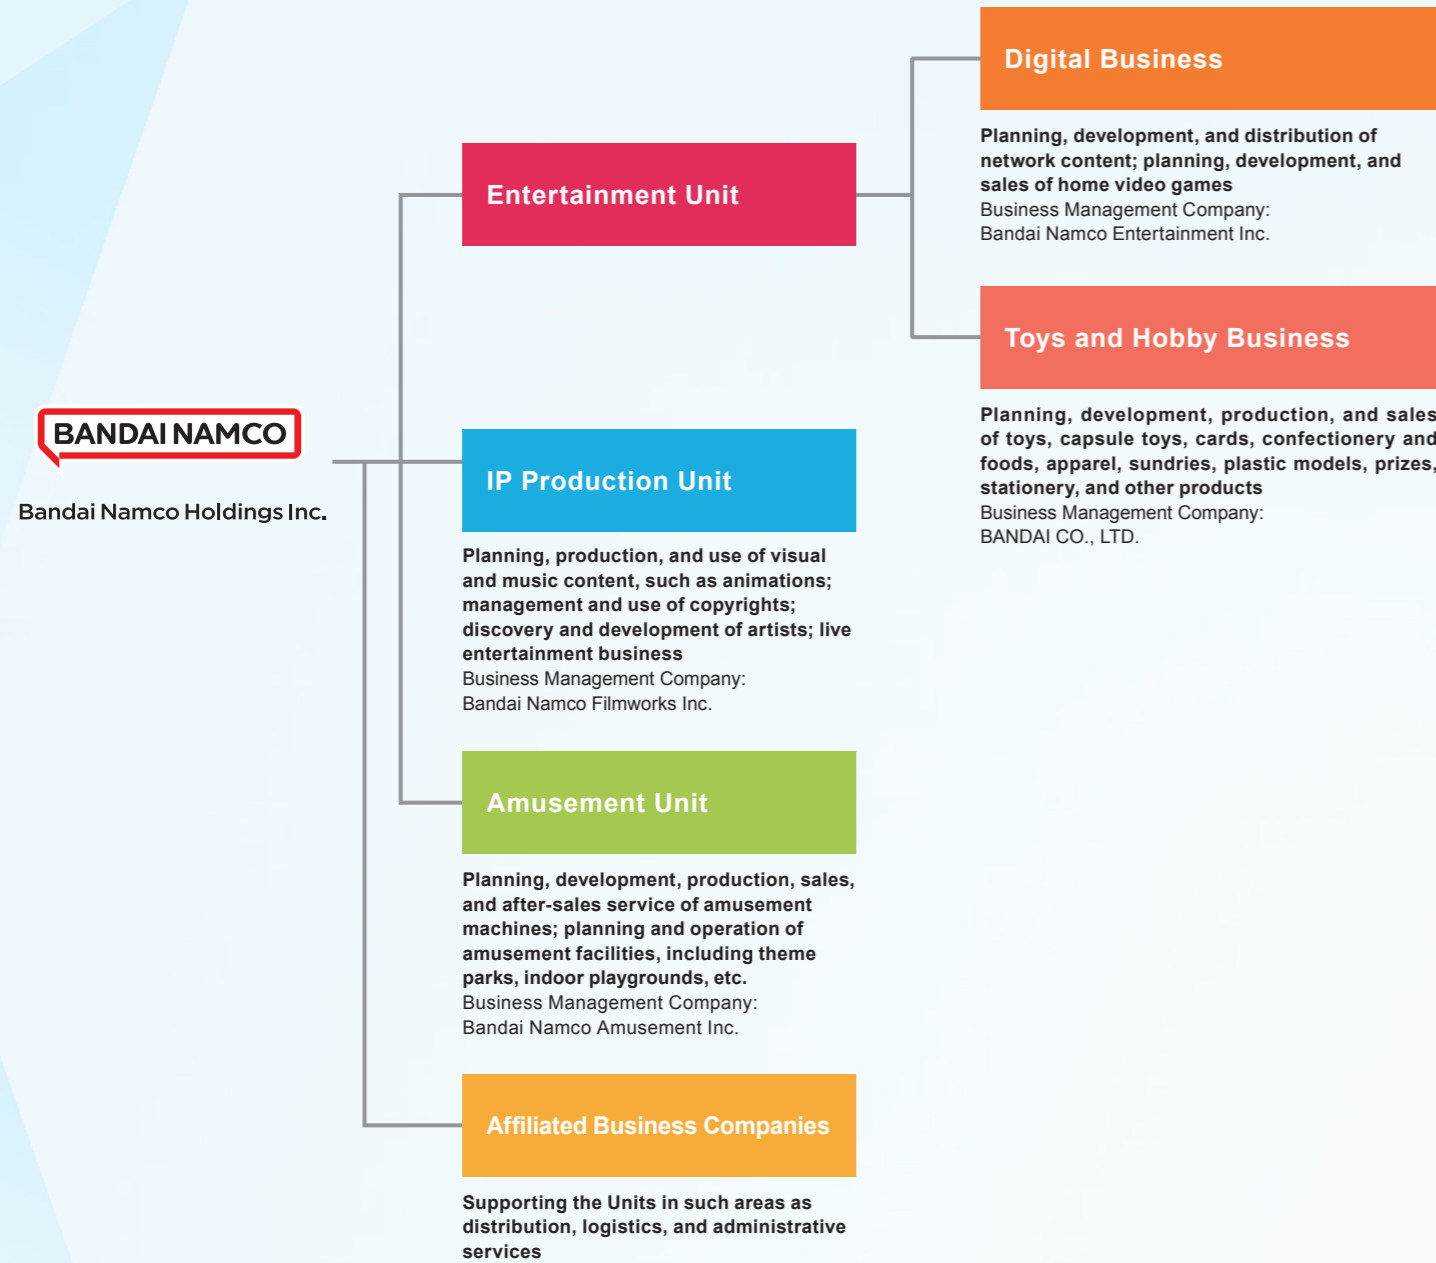 BANDAI NAMCO
Bandai Namco Holdings Inc.
Entertainment Unit
Digital Business
Planning, development, and distribution of
network content; planning, development, and
sales of home video games
Business Management Company:
Bandai Namco Entertainment Inc.
Toys and Hobby Business
Planning, development, production, and sales
of toys, capsule toys, cards, confectionery and
foods, apparel, sundries, plastic models, prizes,
stationery, and other products
Business Management Company:
BANDAI CO., LTD.
IP Production Unit
Planning, production, and use of visual
and music content, such as animations;
management and use of copyrights;
discovery and development of artists; live
entertainment business
Business Management Company:
Bandai Namco Filmworks Inc.
Amusement Unit
Planning, development, production, sales,
and after-sales service of amusement
machines; planning and operation of
amusement facilities, including theme
parks, indoor playgrounds, etc.
Business Management Company:
Bandai Namco Amusement Inc.
Affiliated Business Companies
Supporting the Units in such areas as
distribution, logistics, and administrative
services